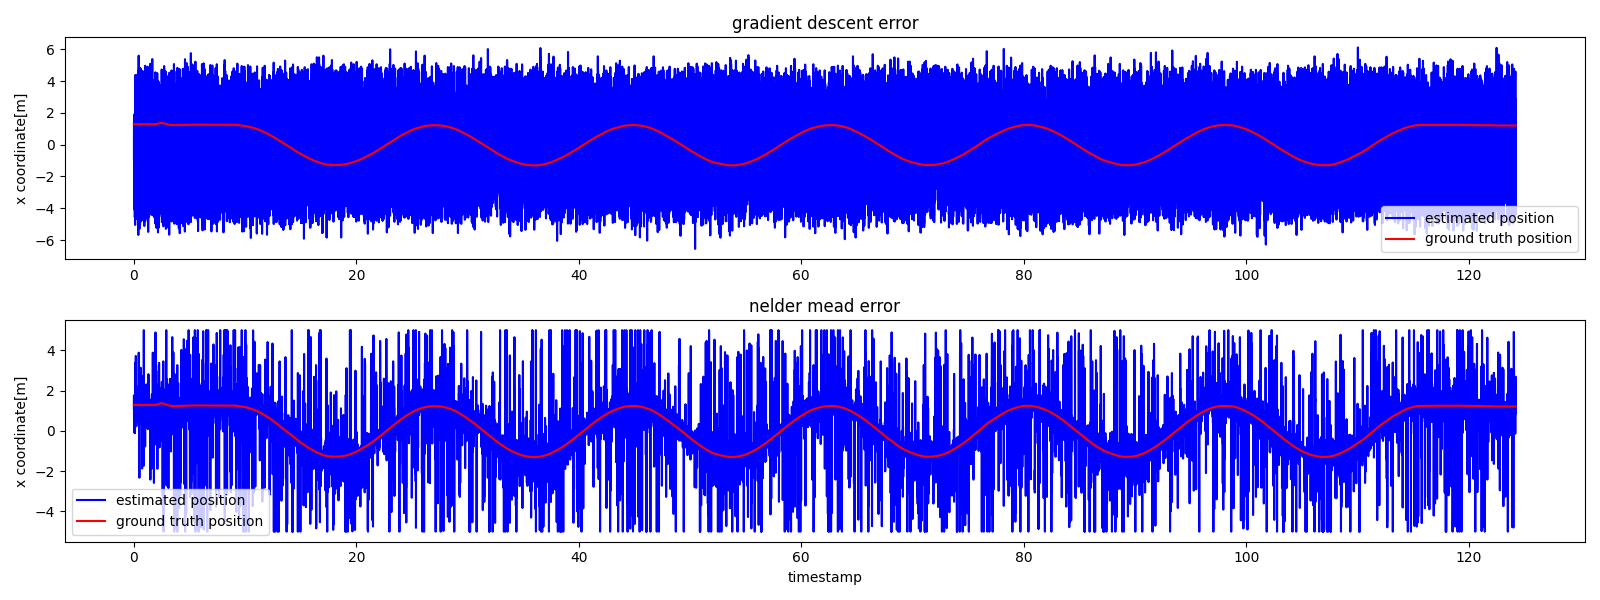 gradient descent error
6
4
2
0
−2
−4
−6
x coordinate[m]
estimated position
ground truth position
0 20 40 60 80 100 120
nelder mead error
4
2
0
−2
−4
x coordinate[m]
estimated position
ground truth position
0 20 40 60 80 100 120
timestamp